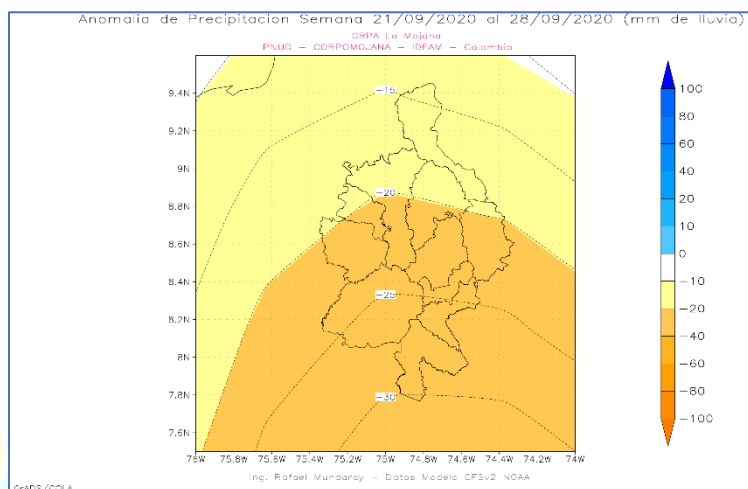 Anomalia de Precipitacion Semana 21/09/2020 al 28/09/2020 (mm de lluvia)
CRPA La Mojana
PNUD – CORPOMOJANA – IDEAM – Colombia
9.4N
9.2N
9N
8.8N
8.6N
8.4N
8.2N
8N
7.8N
7.6N
-15
-20
-25
-30
76W 75.8W 75.6W 75.4W 75.2W 75W 74.8W 74.6W 74.4W 74.2W 74W
100
80
60
40
20
10
0
-10
-20
-40
-60
-80
-100
Ing. Rafael Mundaray – Datos Modelo CFSv2 NOAA
GrADS/COLA